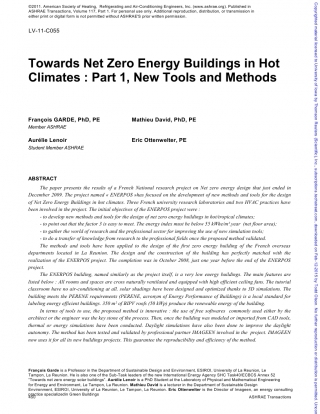 ©2011, American Society of Heating, Refrigerating and Air-Conditioning Engineers, Inc. (www.ashrae.org). Published in
ASHRAE Transactions, Volume 117, Part 1. For personal use only. Additional reproduction, distribution, or transmission in
either print or digital form is not permitted without ASHRAE's prior written permission.
LV-11-C055
Towards Net Zero Energy Buildings in Hot
Climates : Part 1, New Tools and Methods
François GARDE, PhD, PE Mathieu David, PhD, PE
Member ASHRAE
Aurélie Lenoir Eric Ottenwelter, PE
Student Member ASHRAE
ABSTRACT
The paper presents the results of a French National research project on Net zero energy design that just ended in
December 2009. The project named « ENERPOS »has focused on the development of new methods and tools for the design
of Net Zero Energy Buildings in hot climates. Three French university research laboratories and two HVAC practices have
been involved in the project. The initial objectives of the ENERPOS project were :
- to develop new methods and tools for the design of net zero energy buildings in hot/tropical climates;
- to point out that the factor 3 is easy to meet. The energy index must be below
- to gather the world of research and the professional sector for improving the use of new simulation tools;
- to do a transfer of knowledge from research to the professional fields once the proposed method validated.
The methods and tools have been applied to the design of the first zero energy building of the French overseas
departments located in La Reunion. The design and the construction of the building has perfectly matched with the
realization of the ENERPOS project. The completion was in October 2008, just one year before the end of the ENERPOS
Project.
The ENERPOS building, named similarly as the project itself, is a very low energy building. The main features are
listed below : All rooms and spaces are cross naturally ventilated and equipped with high efficient ceiling fans. The tutorial
classroom have no air-conditioning at all. solar shadings have been designed and optimized thanks to 3D simulations. The
building meets the PERENE requirements (PERENE, acronym of Energy Performance of Buildings) is a local standard for
labeling energy efficient buildings. 350 m² of BIPV roofs (50 kWp) produce the renewable energy of the building.
In terms of tools to use, the proposed method is innovative : the use of free softwares commonly used either by the
architect or the engineer was the key stone of the process. Then, once the building was modeled or imported from CAD tools,
thermal or energy simulations have been conducted. Daylight simulations have also been done to improve the daylight
autonomy. The method has been tested and validated by professional partner IMAGEEN involved in the project. IMAGEEN
now uses it for all in its new buildings projects. This guarantee the reproducibility and efficiency of the method.
François Garde is a Professor in the Department of Sustainable Design and Environment, ESIROI, University of La Reunion, Le
Tampon, La Reunion. He is also one of the Sub-Task leaders of the new International Energy Agency SHC Task40/ECBCS Annex 52
"Towards net zero energy solar buildings". Aurélie Lenoir is a PhD Student at the Laboratory of Physical and Mathematical Engineering
for Energy and Environment, Le Tampon, La Reunion. Mathieu David is a lecturer in the Department of Sustainable Design
Environment, ESIROI, University of La Reunion, Le Tampon, La Reunion. Eric Ottenwelter is the Director of Imageen, an energy consulting
practice specialized in Green Buildings
ASHRAE Transactions